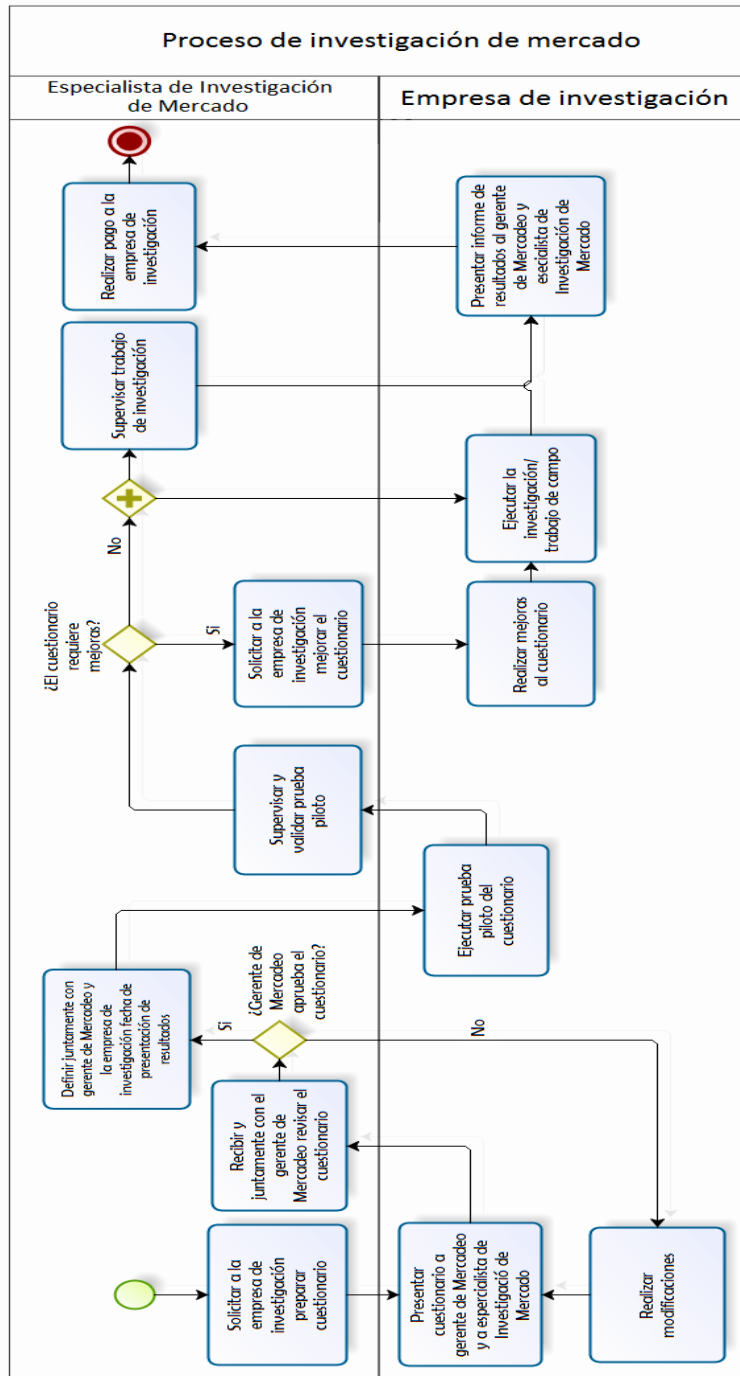 Proceso de investigación de mercado
Especialista de Investigación
de Mercado
Empresa de investigación
Solicitar a la
empresa de
investigación
preparar
cuestionario
Presentar
cuestionario a
gerente de Mercadeo
y a espercialista de
Investigació de
Mercado
Realizar
modificaciones
Recibir y
juntamente con el
gerente de
Mercadeo revisar el
cuestionario
¿Gerente de
Mercadeo
aprueba el
cuestionario?
Si
No
Definir juntamente con
gerente de Mercadeo y
la empresa de
investigación fecha de
presentación de
resultados
Ejecutar prueba
piloto del
cuestionario
Supervisar y
validar prueba
piloto
¿El cuestionario
requiere
mejoras?
Si
No
Solicitar a la
empresa de
investigación
mejorar el
cuestionario
Realizar mejoras
al cuestionario
Supervisar trabajo
de investigación
Ejecutar la
investigación/
trabajo de campo
Presentar informe de
resultados al gerente
de Mercadeo y
esecialista de
Investigación de
Mercado
Realizar pago a la
empresa de
investigación